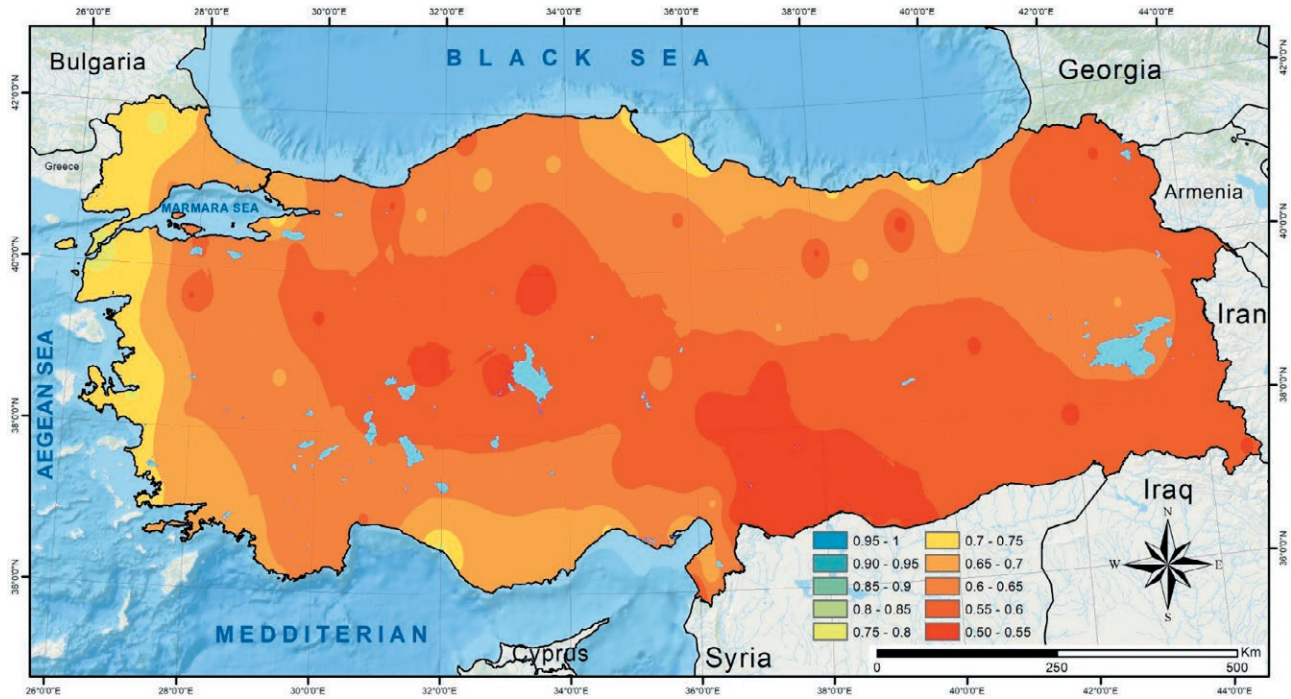 26°0'0"E 28°0'0"E 30°0'0"E 32°0'0"E 34°0'0"E 36°0'0"E 38°0'0"E 40°0'0"E 42°0'0"E 44°0'0"E
Bulgaria
BLACK SEA
Georgia
42°0'0"N
42°0'0"N
Greece
MARMARA SEA
Armenia
40°0'0"N
40°0'0"N
Iran
AEGEAN SEA
38°0'0"N
38°0'0"N
Iraq
N
W
E
S
36°0'0"N
36°0'0"N
0.95 - 1
0.90 - 0.95
0.85 - 0.9
0.8 - 0.85
0.75 - 0.8
0.7 - 0.75
0.65 - 0.7
0.6 - 0.65
0.55 - 0.6
0.50 - 0.55
MEDDITERIAN
Cyprus
Syria
Km
0 250 500
26°0'0"E 28°0'0"E 30°0'0"E 32°0'0"E 34°0'0"E 36°0'0"E 38°0'0"E 40°0'0"E 42°0'0"E 44°0'0"E